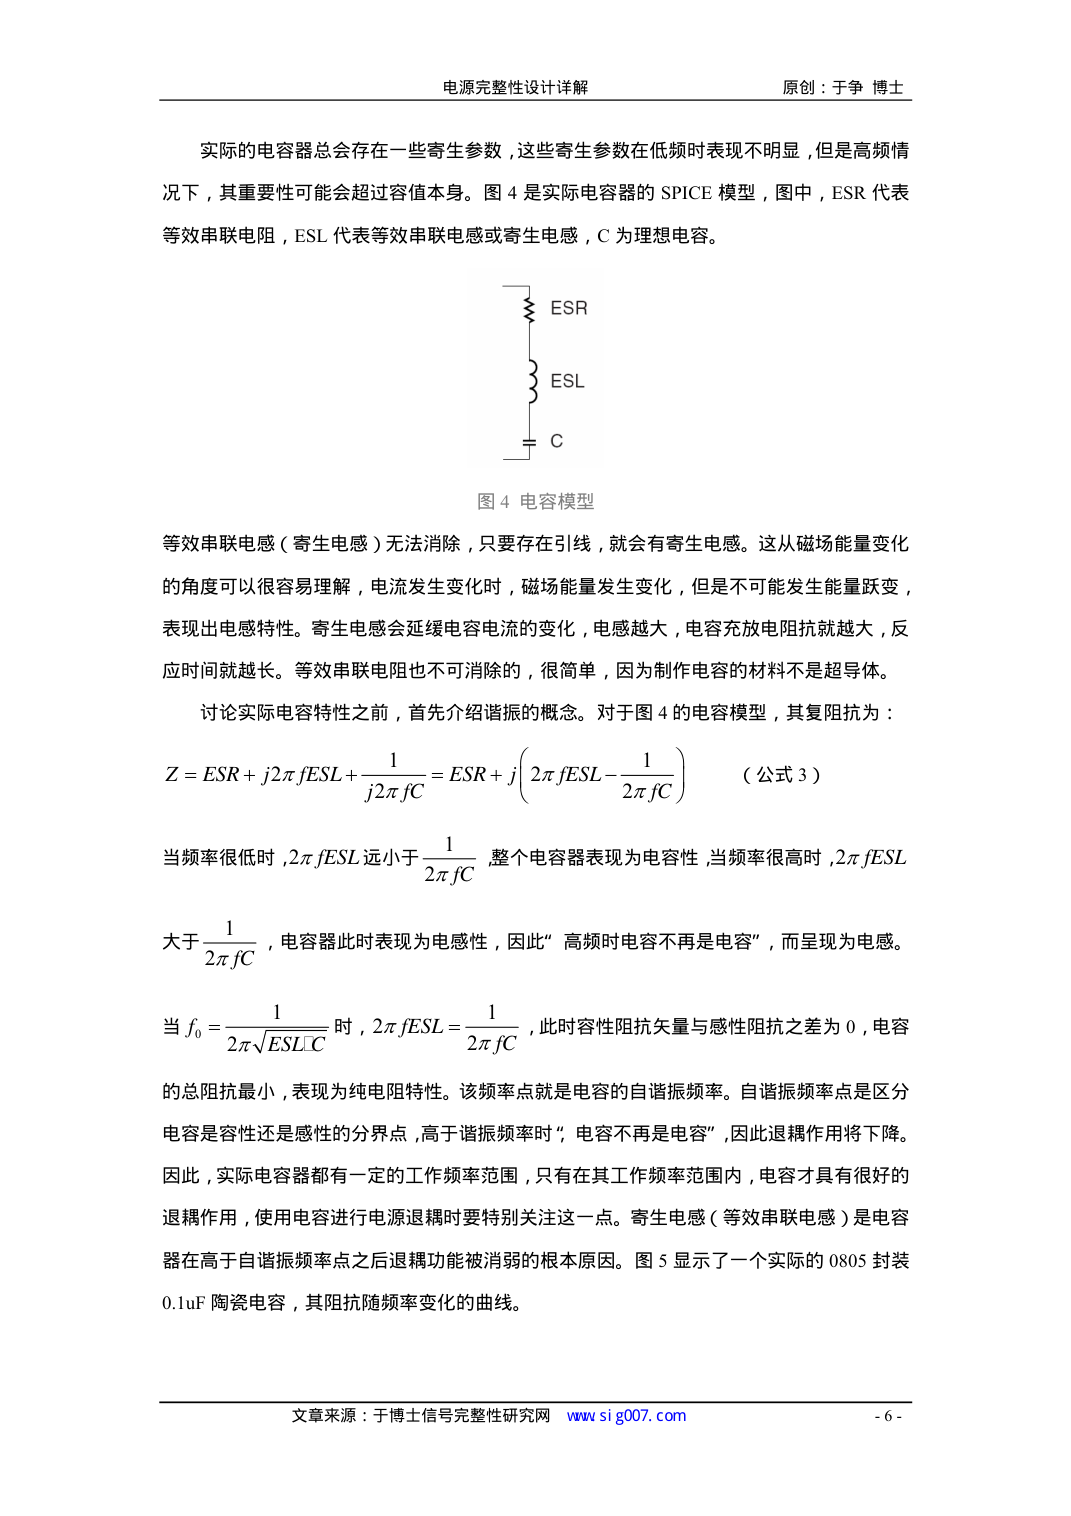 电源完整性设计详解 原创：于争 博士
实际的电容器总会存在一些寄生参数，这些寄生参数在低频时表现不明显，但是高频情
况下，其重要性可能会超过容值本身。图 4 是实际电容器的 SPICE 模型，图中，ESR 代表
等效串联电阻，ESL 代表等效串联电感或寄生电感，C 为理想电容。
ESR
ESL
C
图 4 电容模型
等效串联电感（寄生电感）无法消除，只要存在引线，就会有寄生电感。这从磁场能量变化
的角度可以很容易理解，电流发生变化时，磁场能量发生变化，但是不可能发生能量跃变，
表现出电感特性。寄生电感会延缓电容电流的变化，电感越大，电容充放电阻抗就越大，反
应时间就越长。等效串联电阻也不可消除的，很简单，因为制作电容的材料不是超导体。
讨论实际电容特性之前，首先介绍谐振的概念。对于图 4 的电容模型，其复阻抗为：
Z = ESR + j2π fESL + 1/(j2π fC) = ESR + j(2π fESL − 1/(2π fC)) （公式 3）
当频率很低时，2π fESL 远小于 1/(2π fC)，整个电容器表现为电容性，当频率很高时，2π fESL
大于 1/(2π fC)，电容器此时表现为电感性，因此“高频时电容不再是电容”，而呈现为电感。
当 f₀ = 1/(2π√(ESL□C)) 时，2π fESL = 1/(2π fC)，此时容性阻抗矢量与感性阻抗之差为 0，电容
的总阻抗最小，表现为纯电阻特性。该频率点就是电容的自谐振频率。自谐振频率点是区分
电容是容性还是感性的分界点，高于谐振频率时，“电容不再是电容”，因此退耦作用将下降。
因此，实际电容器都有一定的工作频率范围，只有在其工作频率范围内，电容才具有很好的
退耦作用，使用电容进行电源退耦时要特别关注这一点。寄生电感（等效串联电感）是电容
器在高于自谐振频率点之后退耦功能被消弱的根本原因。图 5 显示了一个实际的 0805 封装
0.1uF 陶瓷电容，其阻抗随频率变化的曲线。
文章来源：于博士信号完整性研究网 www.sig007.com - 6 -